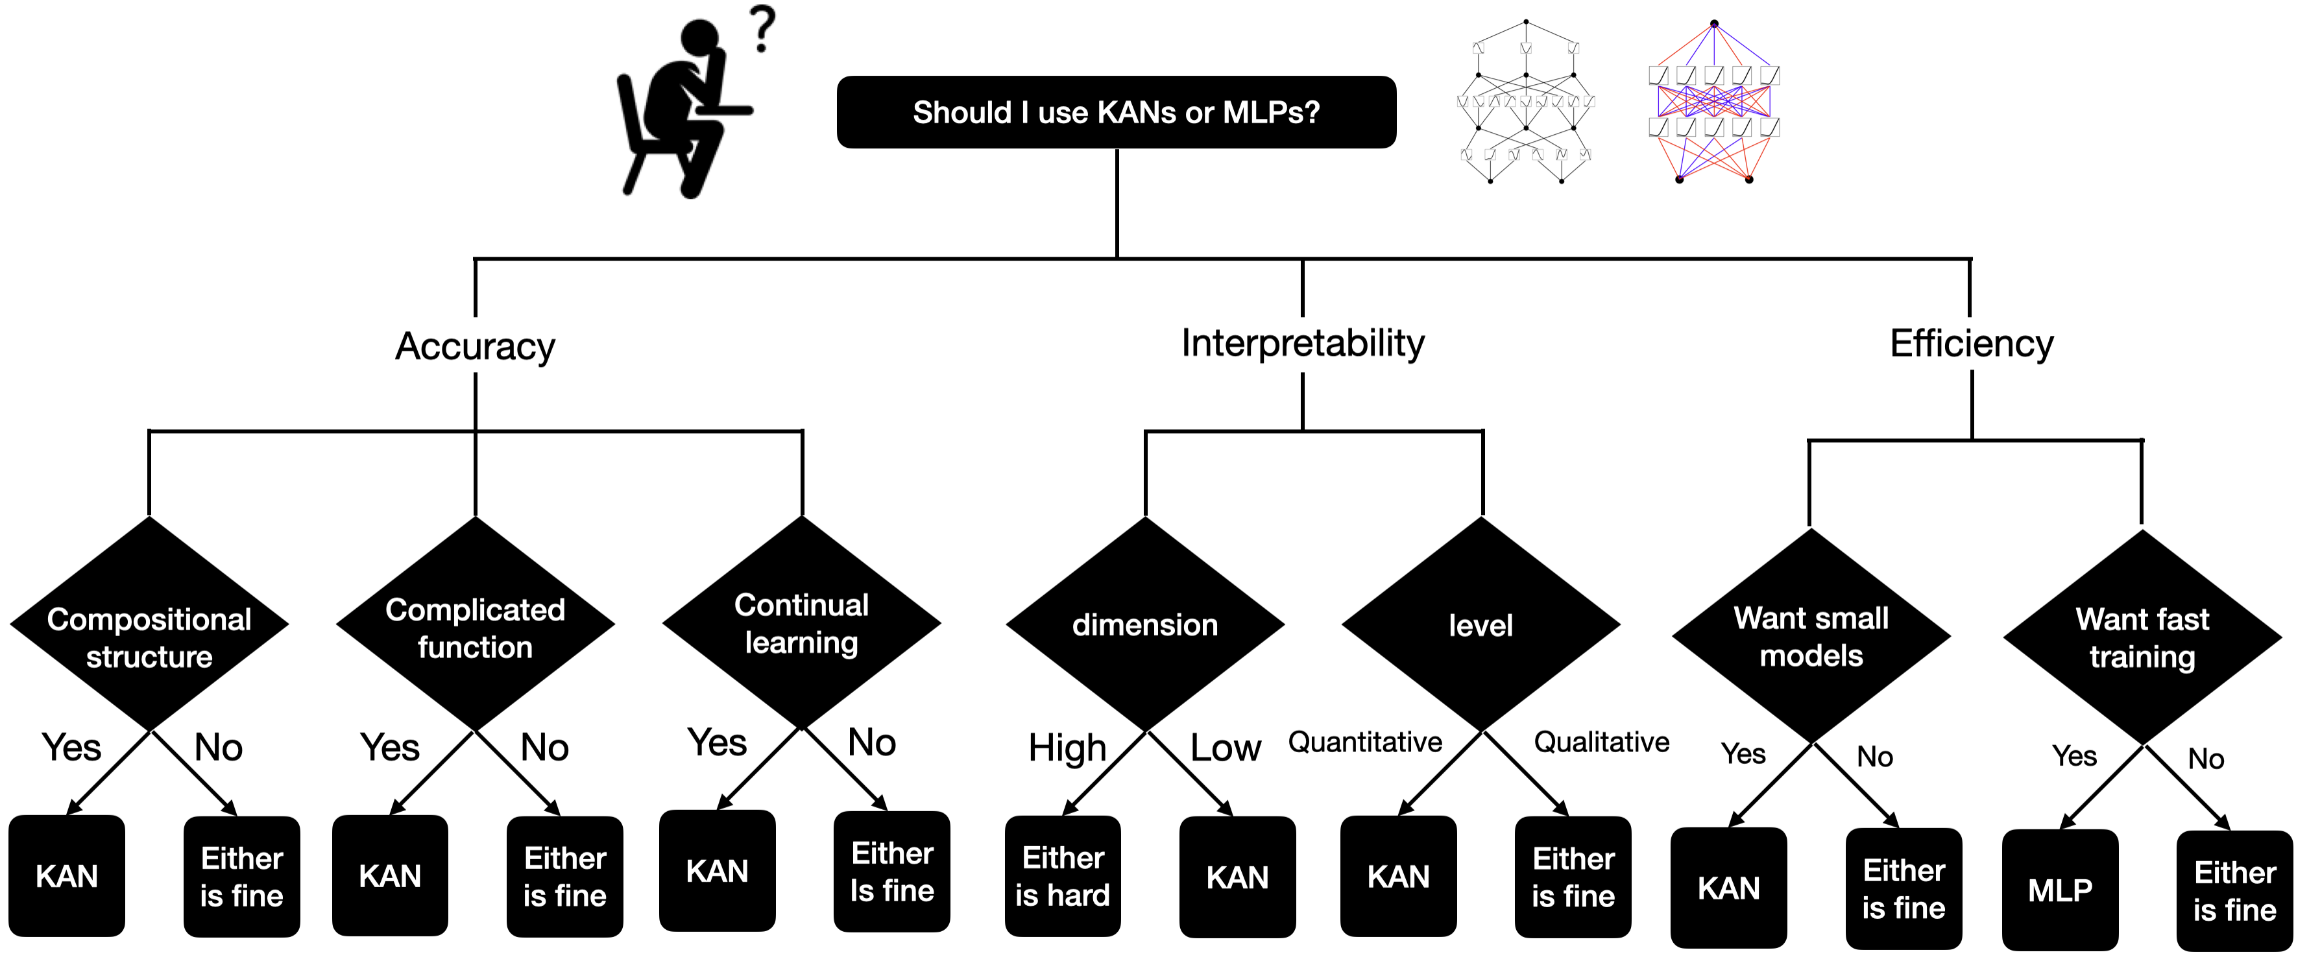 ?
Should I use KANs or MLPs?
Accuracy
Interpretability
Efficiency
Compositional
structure
Complicated
function
Continual
learning
dimension
level
Want small
models
Want fast
training
Yes
No
Yes
No
Yes
No
High
Low
Quantitative
Qualitative
Yes
No
Yes
No
KAN
Either
is fine
KAN
Either
is fine
KAN
Either
Is fine
Either
is hard
KAN
KAN
Either
is fine
KAN
Either
is fine
MLP
Either
is fine